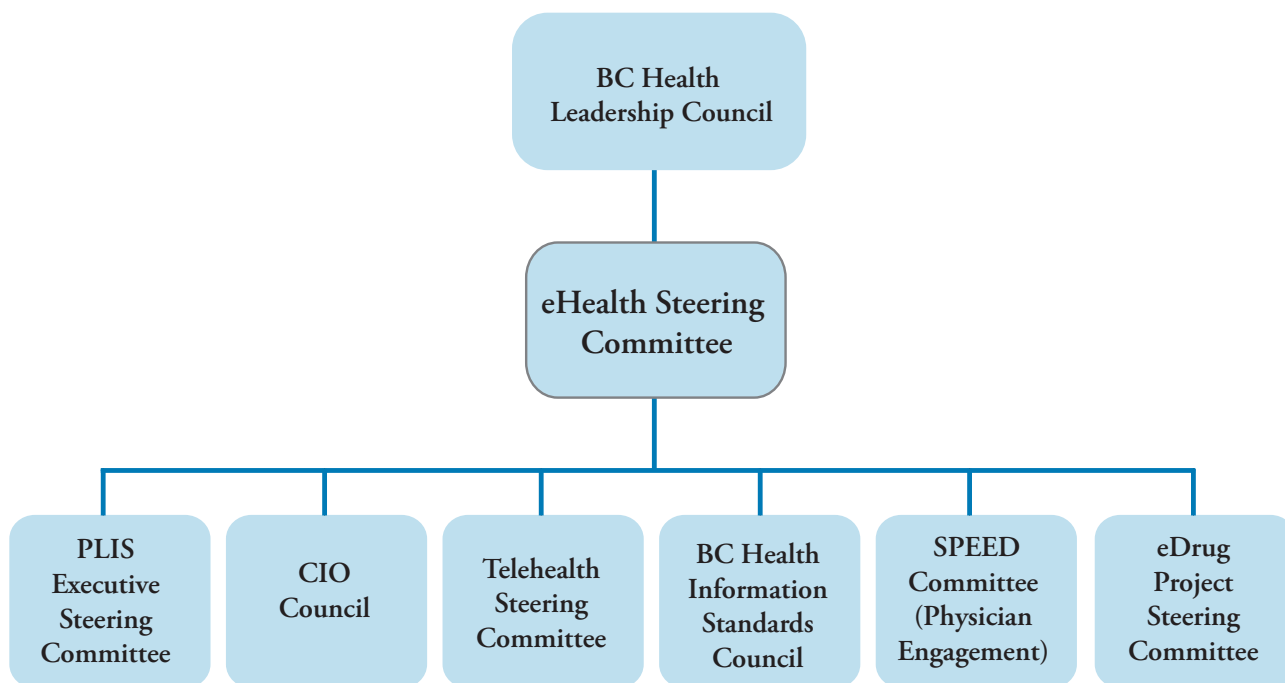 BC Health
Leadership Council
eHealth Steering
Committee
PLIS
Executive
Steering
Committee
CIO
Council
Telehealth
Steering
Committee
BC Health
Information
Standards
Council
SPEED
Committee
(Physician
Engagement)
eDrug
Project
Steering
Committee